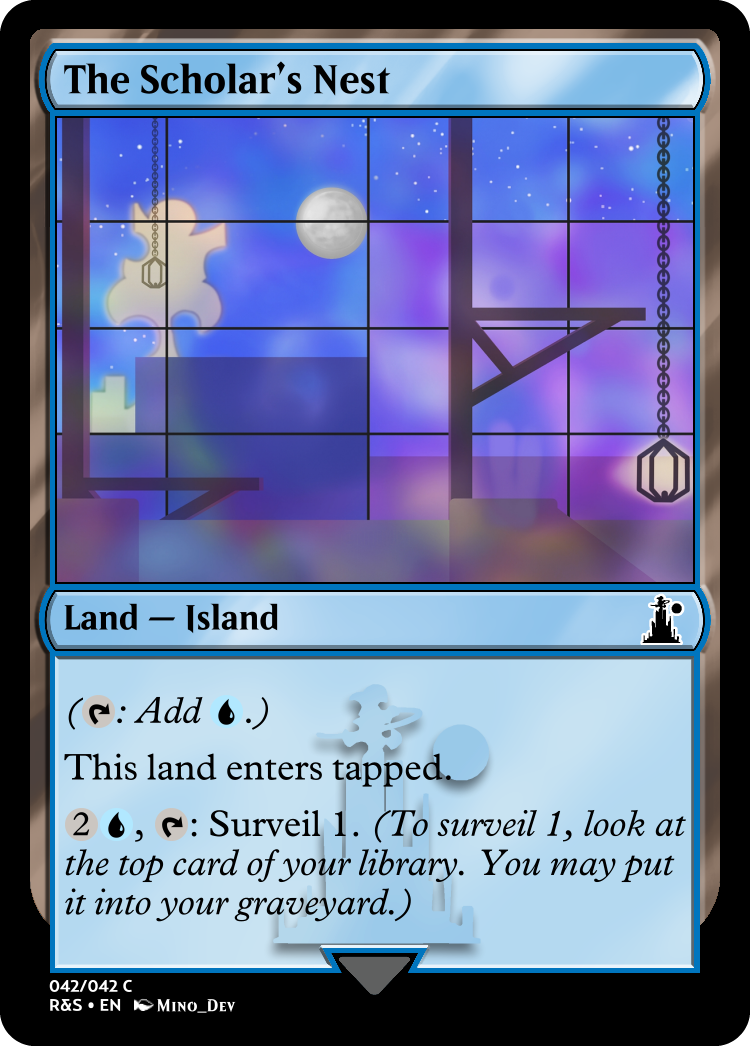 The Scholar's Nest
Land — Island
(: Add .)
This land enters tapped.
2, : Surveil 1. (To surveil 1, look at
the top card of your library. You may put
it into your graveyard.)
042/042 C
R&S • EN Mino_Dev